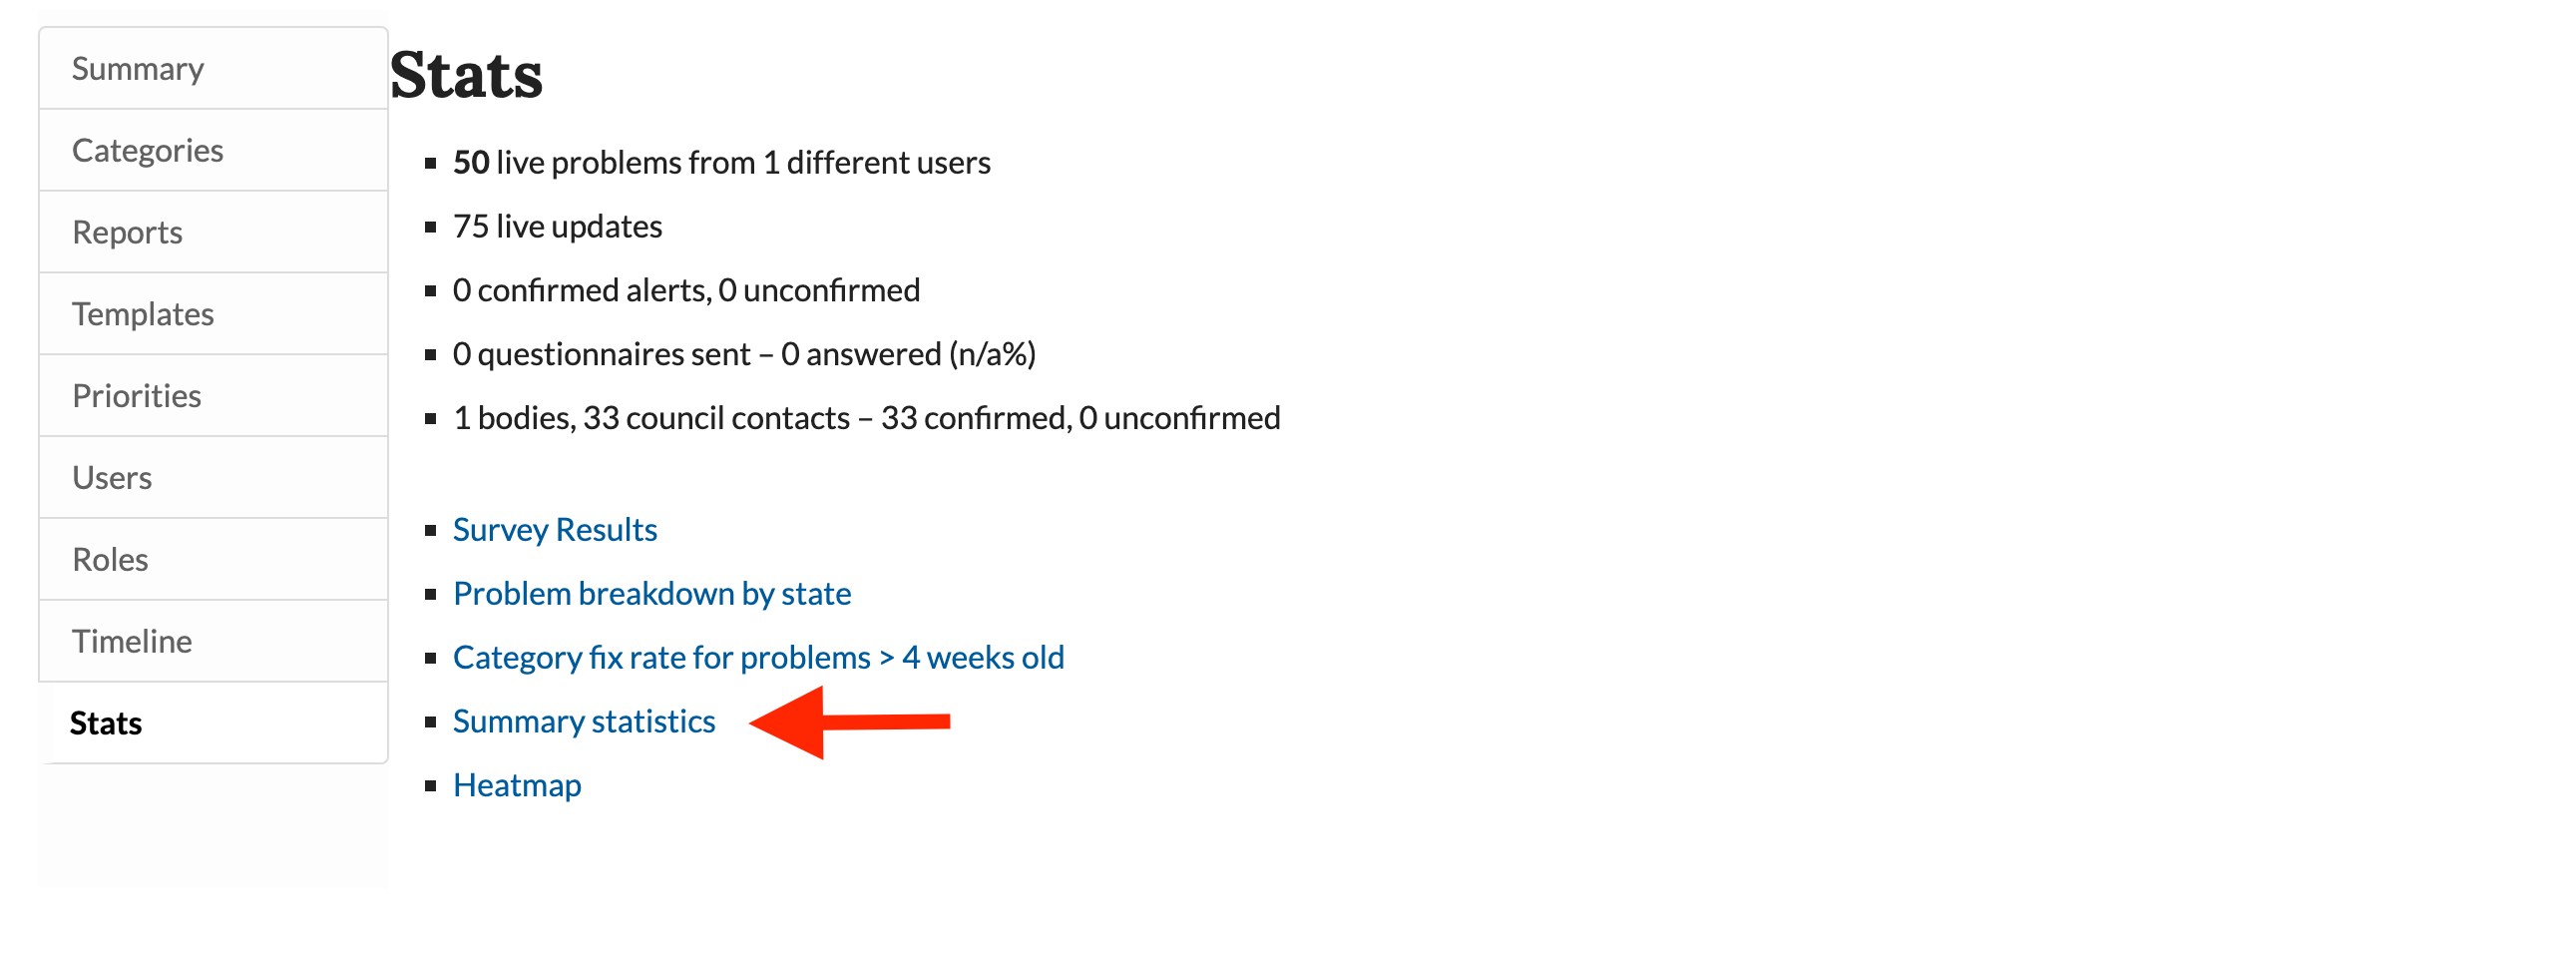 Summary
Categories
Reports
Templates
Priorities
Users
Roles
Timeline
Stats
Stats
50 live problems from 1 different users
75 live updates
0 confirmed alerts, 0 unconfirmed
0 questionnaires sent – 0 answered (n/a%)
1 bodies, 33 council contacts – 33 confirmed, 0 unconfirmed
Survey Results
Problem breakdown by state
Category fix rate for problems > 4 weeks old
Summary statistics
Heatmap